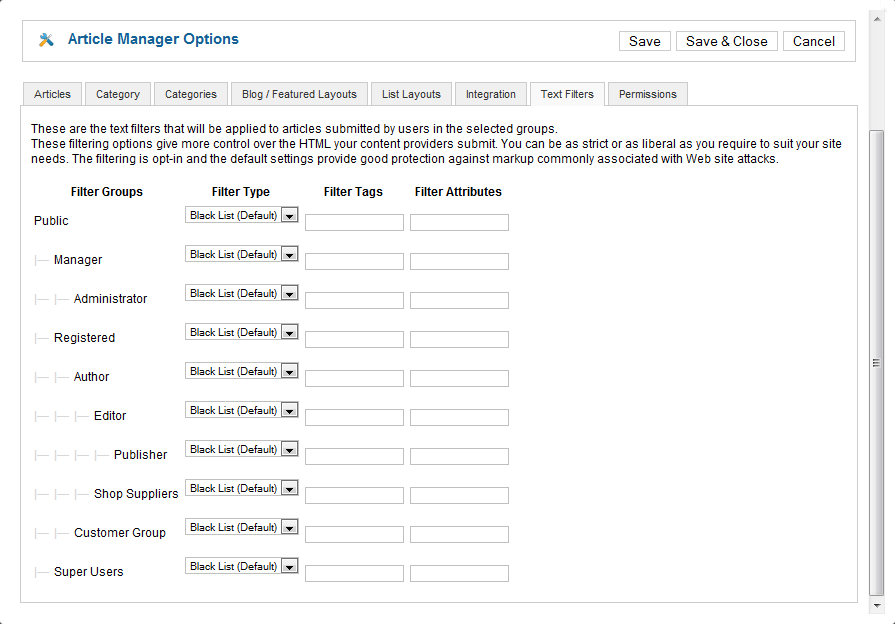 Article Manager Options
Save
Save & Close
Cancel
Articles
Category
Categories
Blog / Featured Layouts
List Layouts
Integration
Text Filters
Permissions
These are the text filters that will be applied to articles submitted by users in the selected groups.
These filtering options give more control over the HTML your content providers submit. You can be as strict or as liberal as you require to suit your site
needs. The filtering is opt-in and the default settings provide good protection against markup commonly associated with Web site attacks.
Filter Groups Filter Type Filter Tags Filter Attributes
Public Black List (Default)
Manager Black List (Default)
Administrator Black List (Default)
Registered Black List (Default)
Author Black List (Default)
Editor Black List (Default)
Publisher Black List (Default)
Shop Suppliers Black List (Default)
Customer Group Black List (Default)
Super Users Black List (Default)